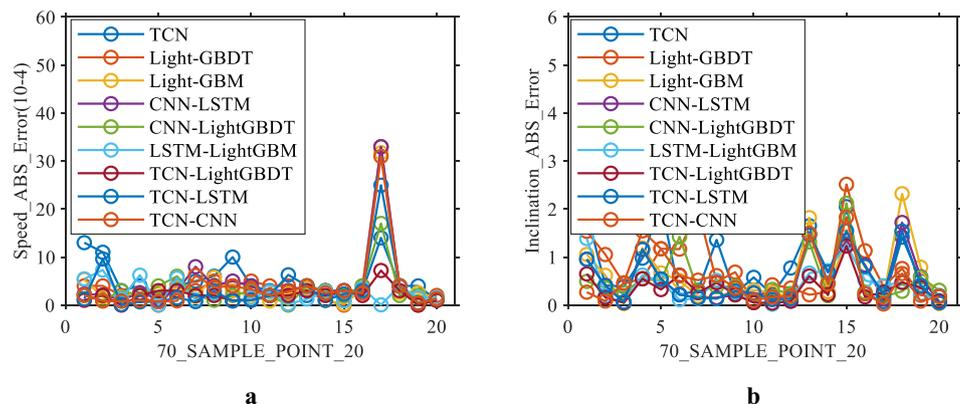 60
50
40
30
20
10
0
Speed_ABS_Error(10-4)
TCN
Light-GBDT
Light-GBM
CNN-LSTM
CNN-LightGBDT
LSTM-LightGBM
TCN-LightGBDT
TCN-LSTM
TCN-CNN
0 5 10 15 20
70_SAMPLE_POINT_20
a
6
5
4
3
2
1
0
Inclination_ABS_Error
TCN
Light-GBDT
Light-GBM
CNN-LSTM
CNN-LightGBDT
LSTM-LightGBM
TCN-LightGBDT
TCN-LSTM
TCN-CNN
0 5 10 15 20
70_SAMPLE_POINT_20
b